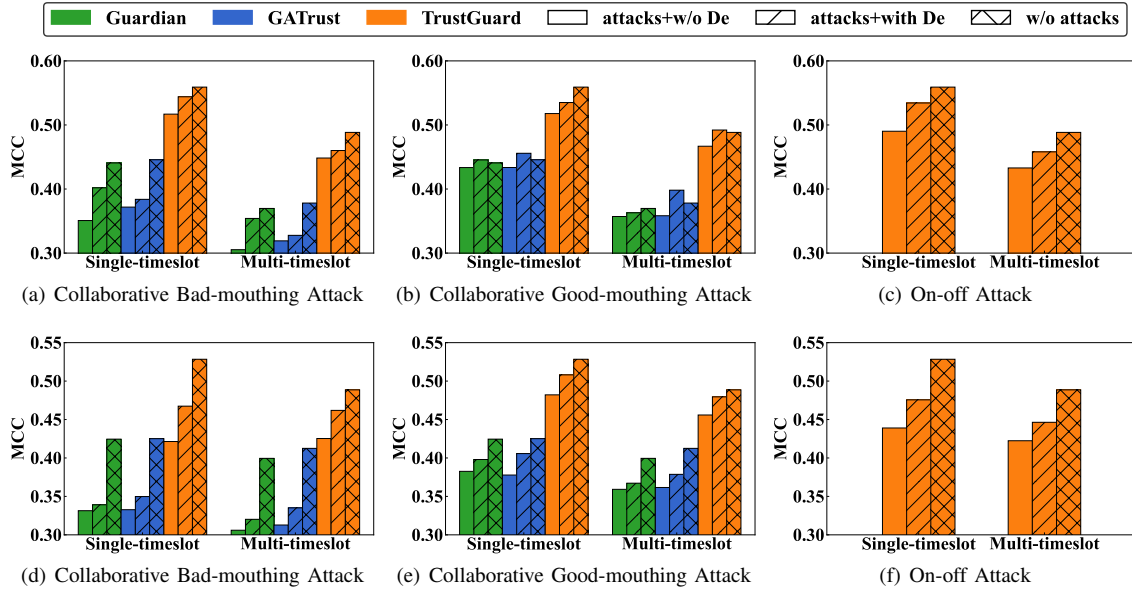 Guardian GATrust TrustGuard attacks+w/o De attacks+with De w/o attacks
0.60
0.50
0.40
0.30
MCC
Single-timeslot Multi-timeslot
(a) Collaborative Bad-mouthing Attack
0.60
0.50
0.40
0.30
MCC
Single-timeslot Multi-timeslot
(b) Collaborative Good-mouthing Attack
0.60
0.50
0.40
0.30
MCC
Single-timeslot Multi-timeslot
(c) On-off Attack
0.55
0.50
0.45
0.40
0.35
0.30
MCC
Single-timeslot Multi-timeslot
(d) Collaborative Bad-mouthing Attack
0.55
0.50
0.45
0.40
0.35
0.30
MCC
Single-timeslot Multi-timeslot
(e) Collaborative Good-mouthing Attack
0.55
0.50
0.45
0.40
0.35
0.30
MCC
Single-timeslot Multi-timeslot
(f) On-off Attack